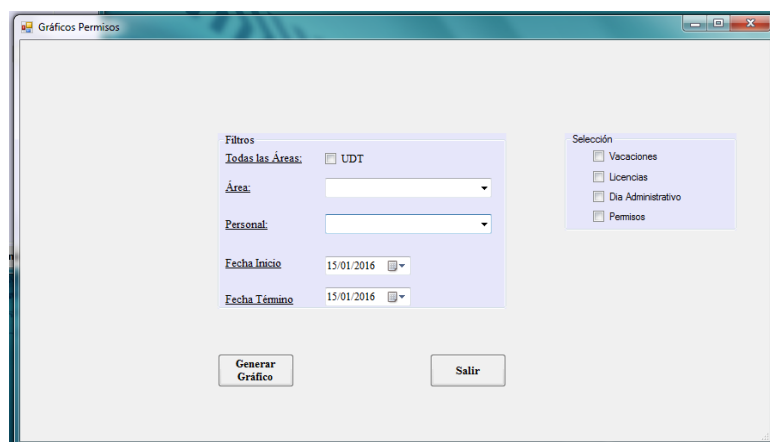 Gráficos Permisos
Filtros
Todas las Áreas: UDT
Área:
Personal:
Fecha Inicio 15/01/2016
Fecha Término 15/01/2016
Selección
Vacaciones
Licencias
Dia Administrativo
Permisos
Generar
Gráfico
Salir